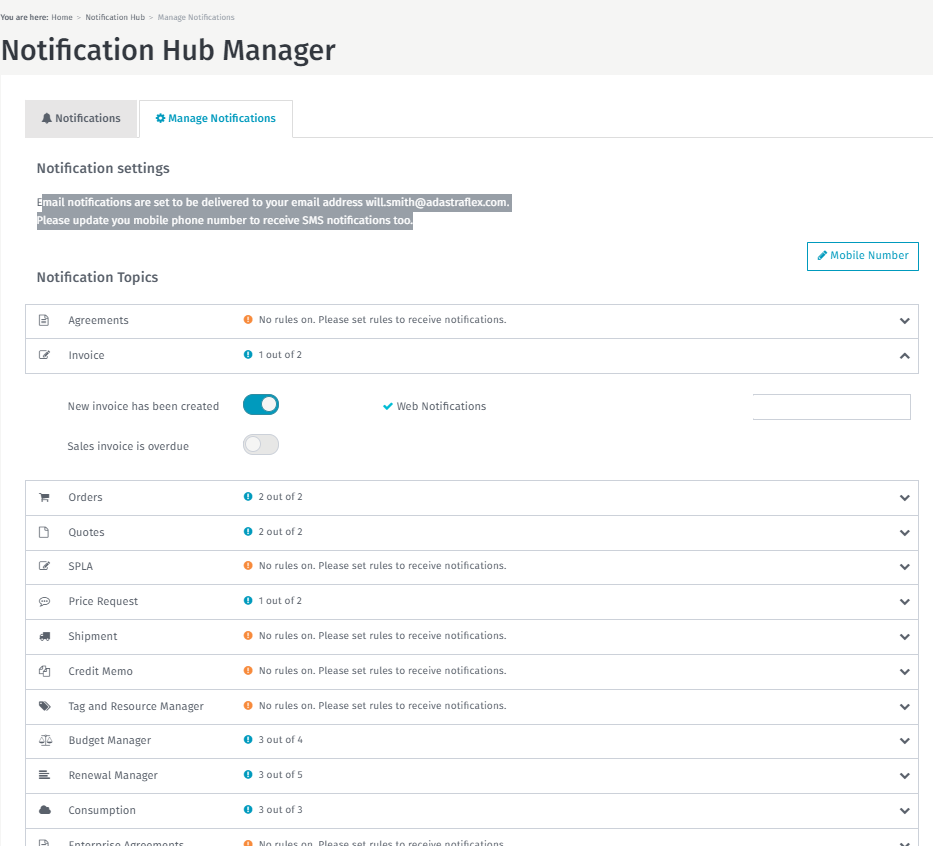 You are here: Home > Notification Hub > Manage Notifications
Notification Hub Manager
Notifications
Manage Notifications
Notification settings
Email notifications are set to be delivered to your email address will.smith@adastraflex.com.
Please update you mobile phone number to receive SMS notifications too.
Mobile Number
Notification Topics
Agreements No rules on. Please set rules to receive notifications.
Invoice 1 out of 2
New invoice has been created Web Notifications
Sales invoice is overdue
Orders 2 out of 2
Quotes 2 out of 2
SPLA No rules on. Please set rules to receive notifications.
Price Request 1 out of 2
Shipment No rules on. Please set rules to receive notifications.
Credit Memo No rules on. Please set rules to receive notifications.
Tag and Resource Manager No rules on. Please set rules to receive notifications.
Budget Manager 3 out of 4
Renewal Manager 3 out of 5
Consumption 3 out of 3
Enterprise Agreements No rules on. Please set rules to receive notifications.